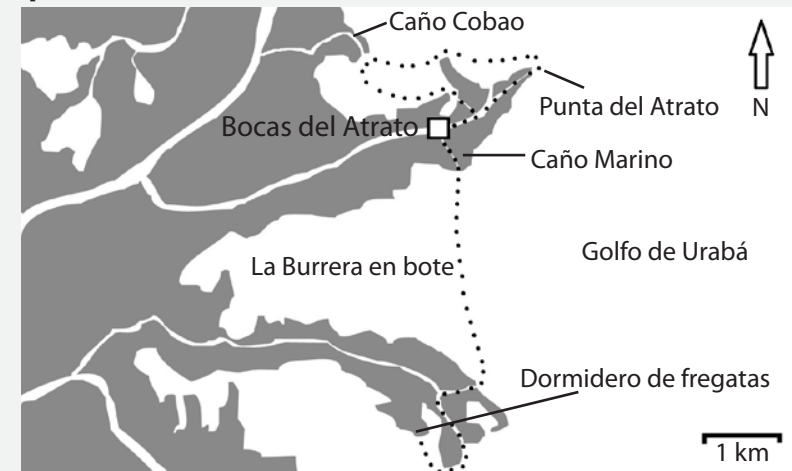 Caño Cobao
Punta del Atrato
N
Bocas del Atrato
Caño Marino
La Burrera en bote
Golfo de Urabá
Dormidero de fregatas
1 km